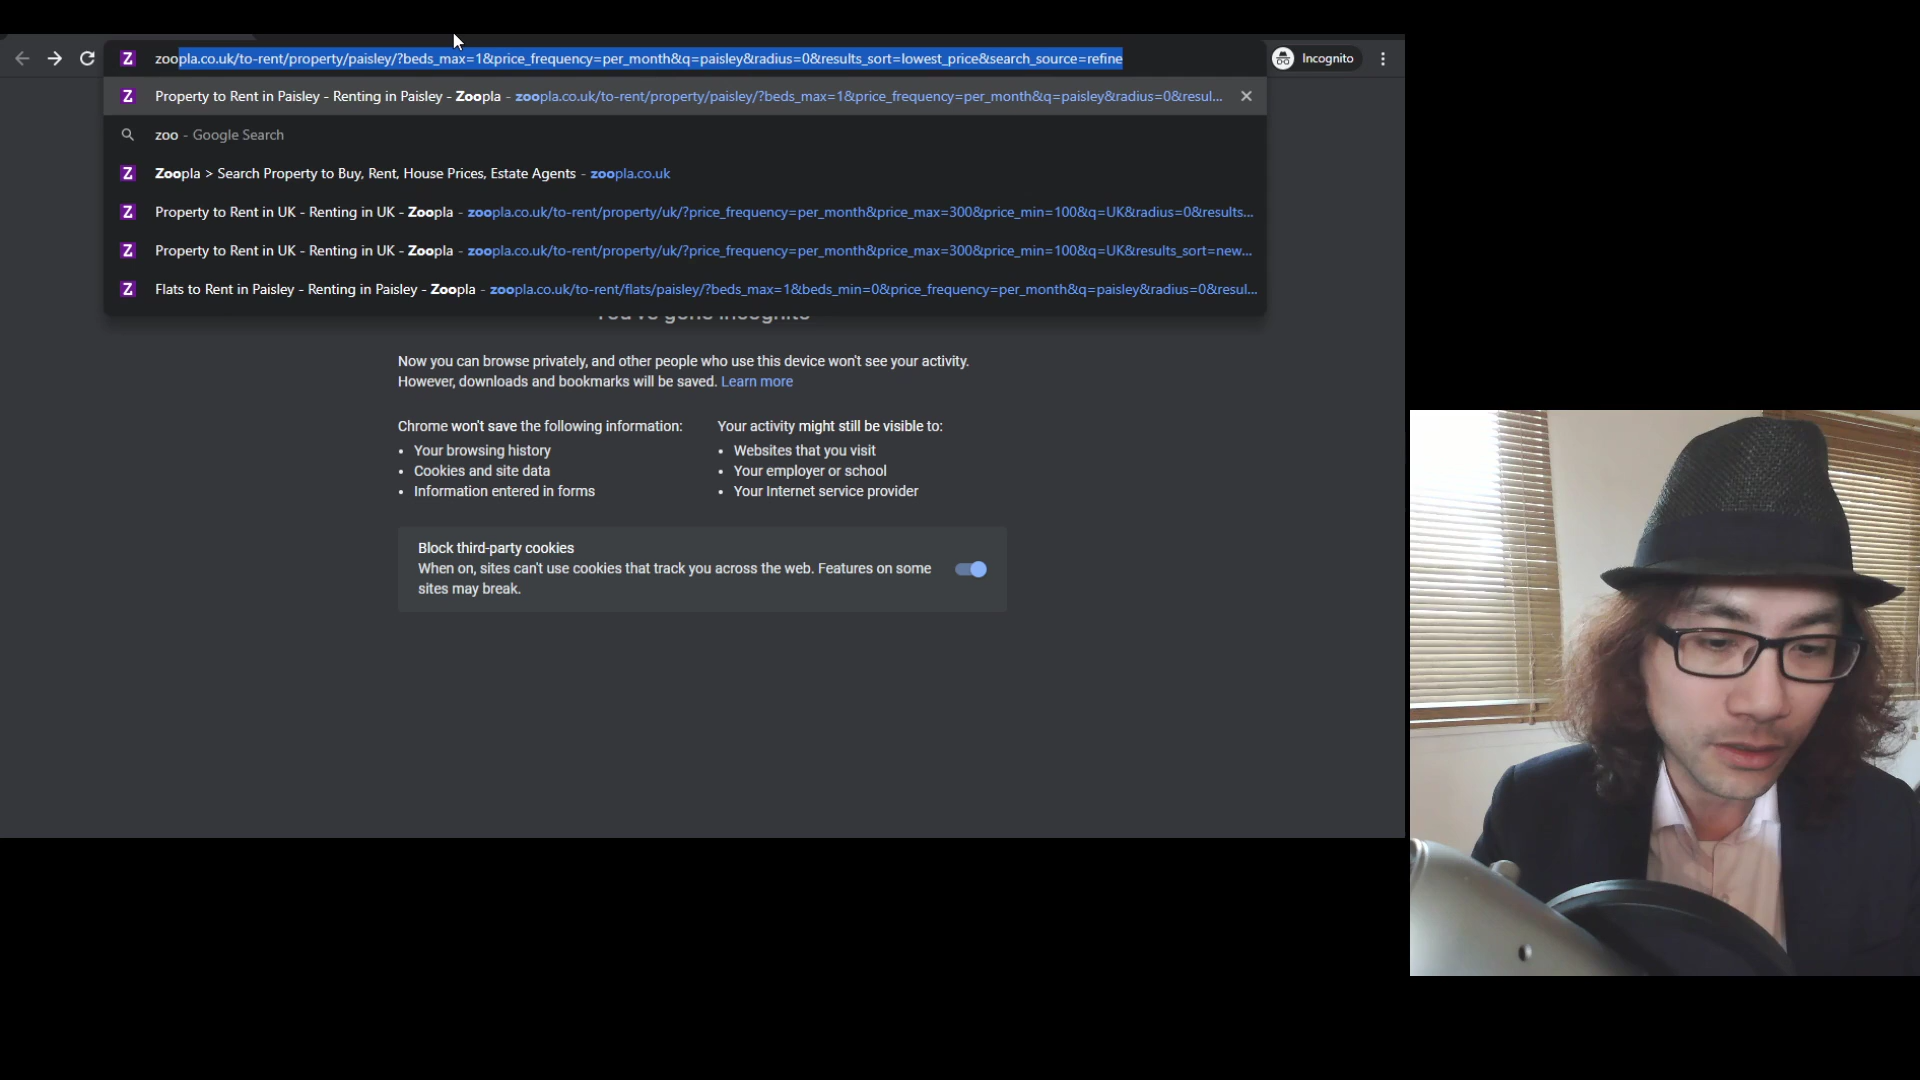 zoopla.co.uk/to-rent/property/paisley/?beds_max=1&price_frequency=per_month&q=paisley&radius=0&results_sort=lowest_price&search_source=refine
Incognito
Property to Rent in Paisley - Renting in Paisley - Zoopla - zoopla.co.uk/to-rent/property/paisley/?beds_max=1&price_frequency=per_month&q=paisley&radius=0&resul...
zoo - Google Search
Zoopla > Search Property to Buy, Rent, House Prices, Estate Agents - zoopla.co.uk
Property to Rent in UK - Renting in UK - Zoopla - zoopla.co.uk/to-rent/property/uk/?price_frequency=per_month&price_max=300&price_min=100&q=UK&radius=0&results...
Property to Rent in UK - Renting in UK - Zoopla - zoopla.co.uk/to-rent/property/uk/?price_frequency=per_month&price_max=300&price_min=100&q=UK&results_sort=new...
Flats to Rent in Paisley - Renting in Paisley - Zoopla - zoopla.co.uk/to-rent/flats/paisley/?beds_max=1&beds_min=0&price_frequency=per_month&q=paisley&radius=0&resul...
You've gone Incognito
Now you can browse privately, and other people who use this device won't see your activity.
However, downloads and bookmarks will be saved. Learn more
Chrome won't save the following information:
• Your browsing history
• Cookies and site data
• Information entered in forms
Your activity might still be visible to:
• Websites that you visit
• Your employer or school
• Your Internet service provider
Block third-party cookies
When on, sites can't use cookies that track you across the web. Features on some
sites may break.